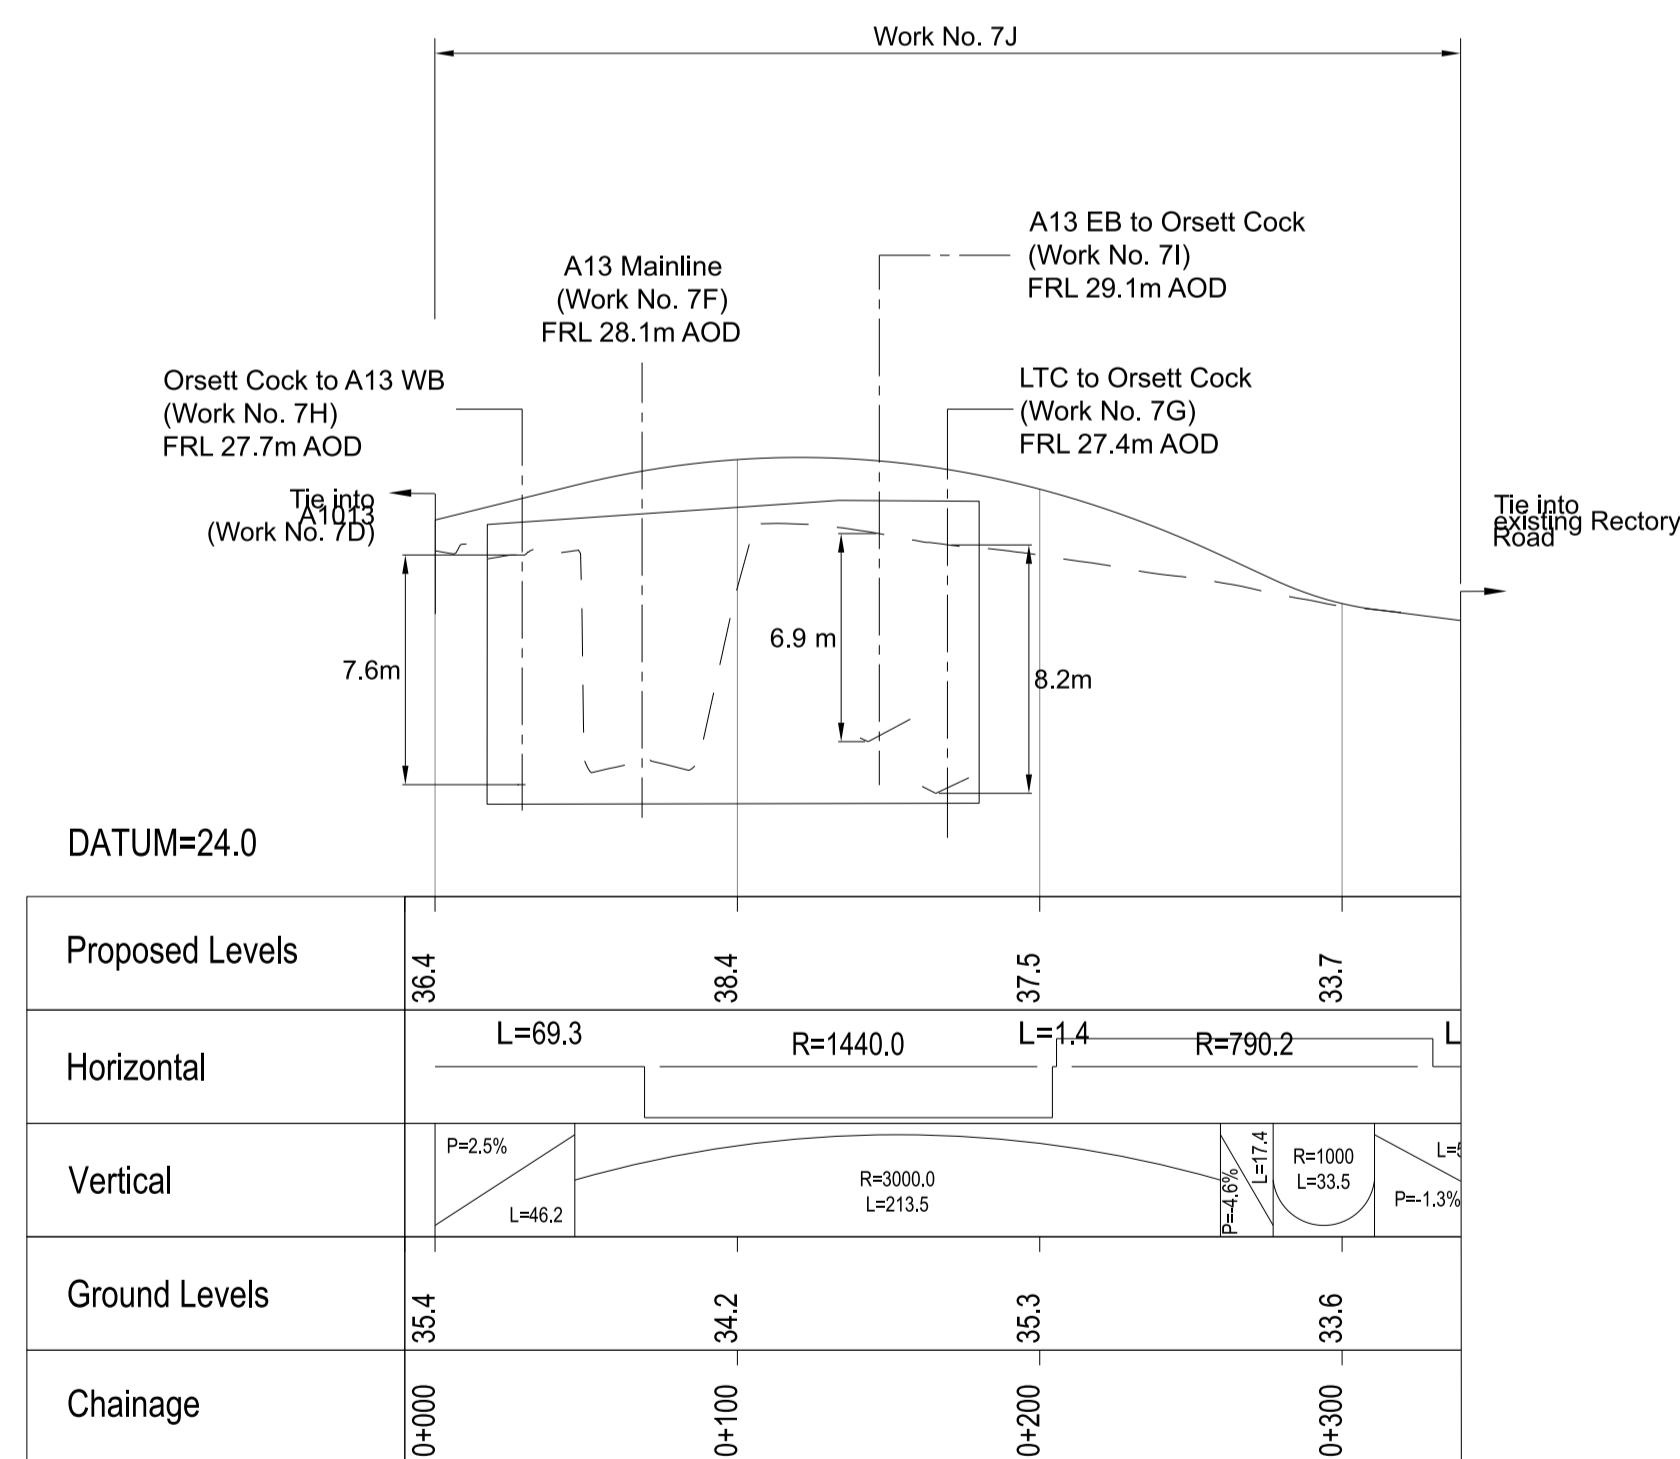 Work No. 7J
A13 EB to Orsett Cock
(Work No. 7I)
FRL 29.1m AOD
A13 Mainline
(Work No. 7F)
FRL 28.1m AOD
Orsett Cock to A13 WB
(Work No. 7H)
FRL 27.7m AOD
LTC to Orsett Cock
(Work No. 7G)
FRL 27.4m AOD
Tie into
A1013
(Work No. 7D)
Tie into
existing Rectory
Road
7.6m
6.9 m
8.2m
DATUM=24.0
Proposed Levels
36.4
38.4
37.5
33.7
Horizontal
L=69.3
R=1440.0
L=1.4
R=790.2
L
Vertical
P=2.5%
L=46.2
R=3000.0
L=213.5
P=-4.6%
L=17.4
R=1000
L=33.5
L=
P=-1.3%
Ground Levels
35.4
34.2
35.3
33.6
Chainage
0+000
0+100
0+200
0+300